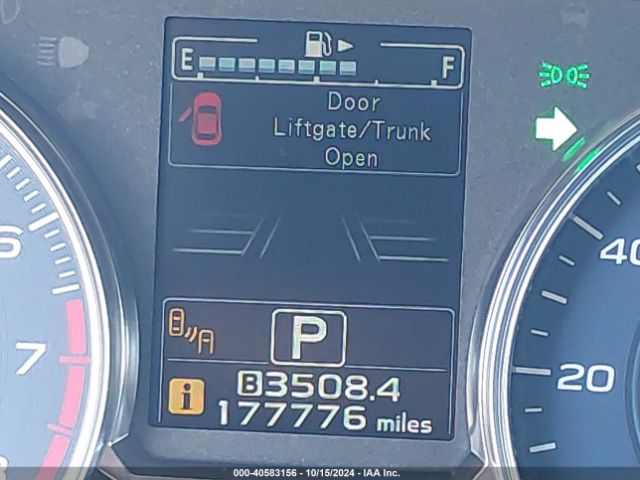 E F
Door
Liftgate/Trunk
Open
6
7
40
20
P
B3508.4
i
177776 miles
000-40583156 - 10/15/2024 - IAA Inc.